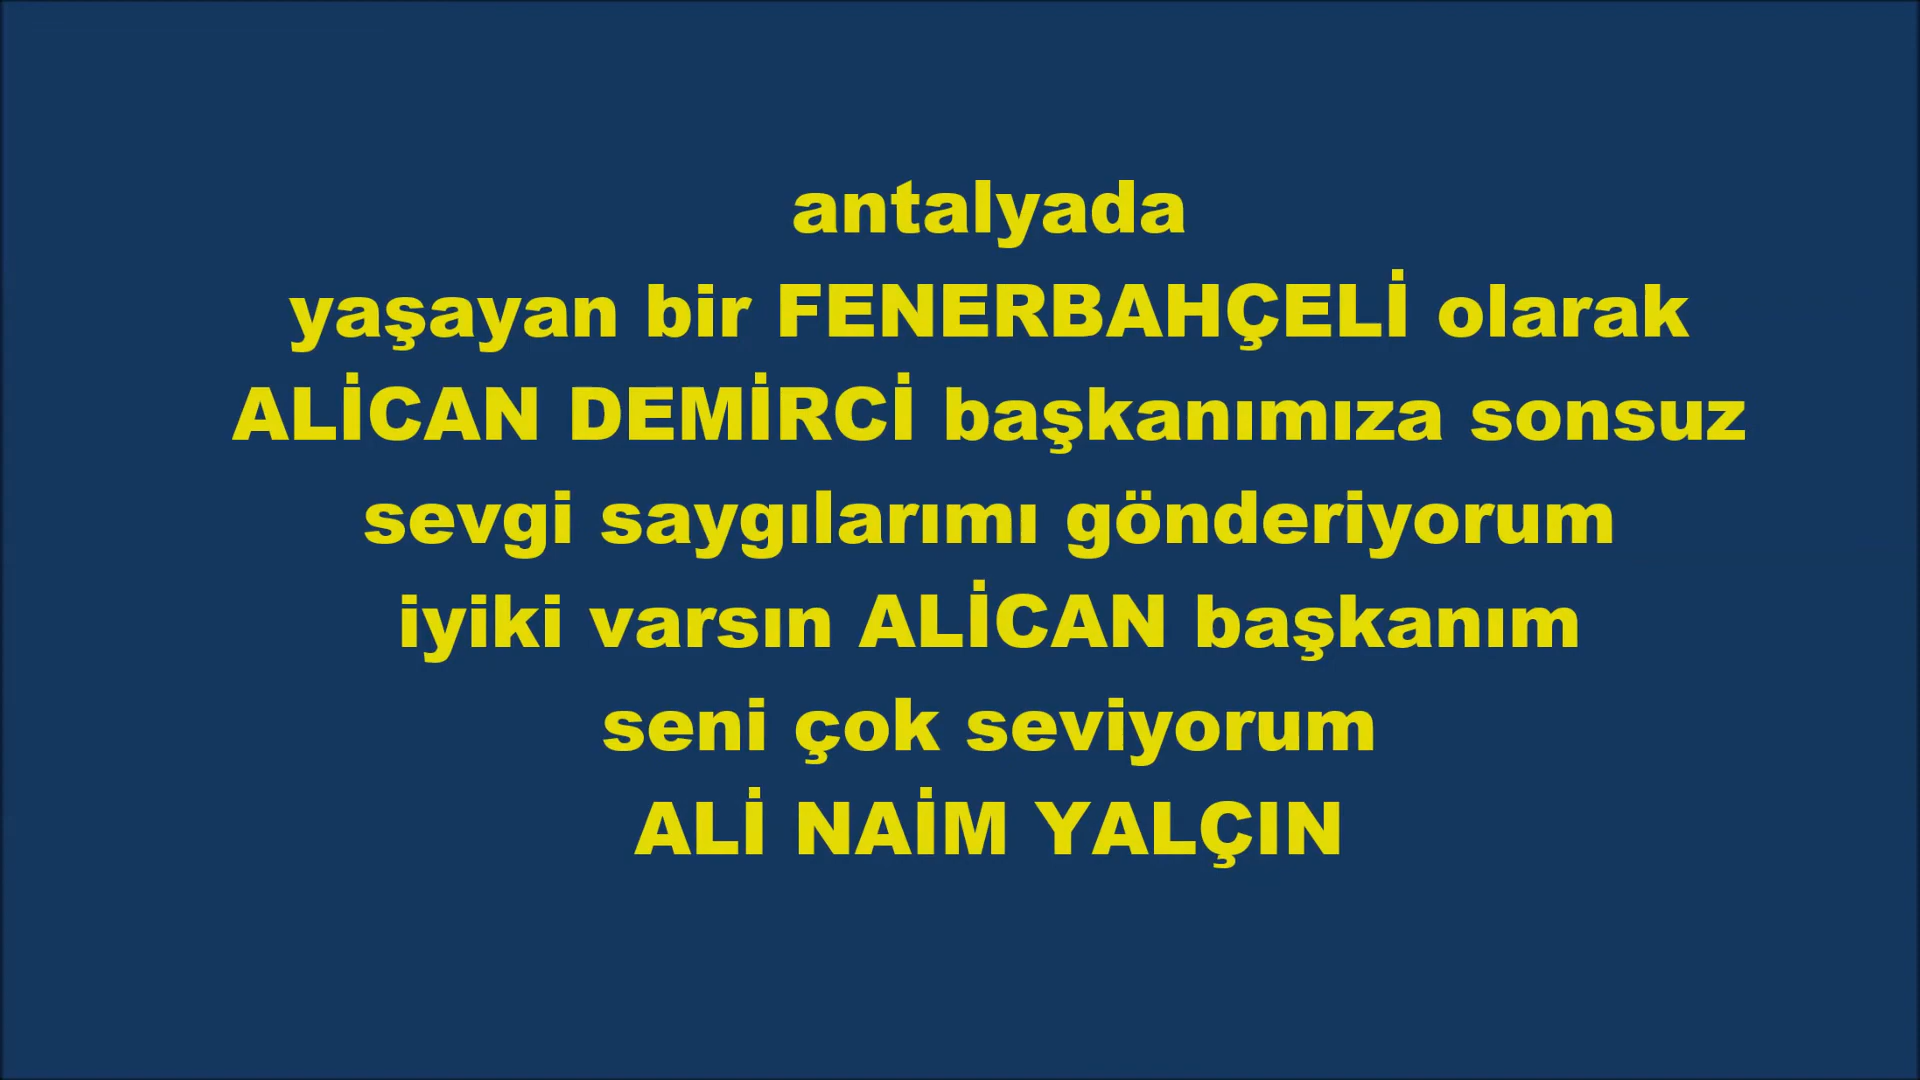 antalyada
yaşayan bir FENERBAHÇELİ olarak
ALİCAN DEMİRCİ başkanımıza sonsuz
sevgi saygılarımı gönderiyorum
iyiki varsın ALİCAN başkanım
seni çok seviyorum
ALİ NAİM YALÇIN